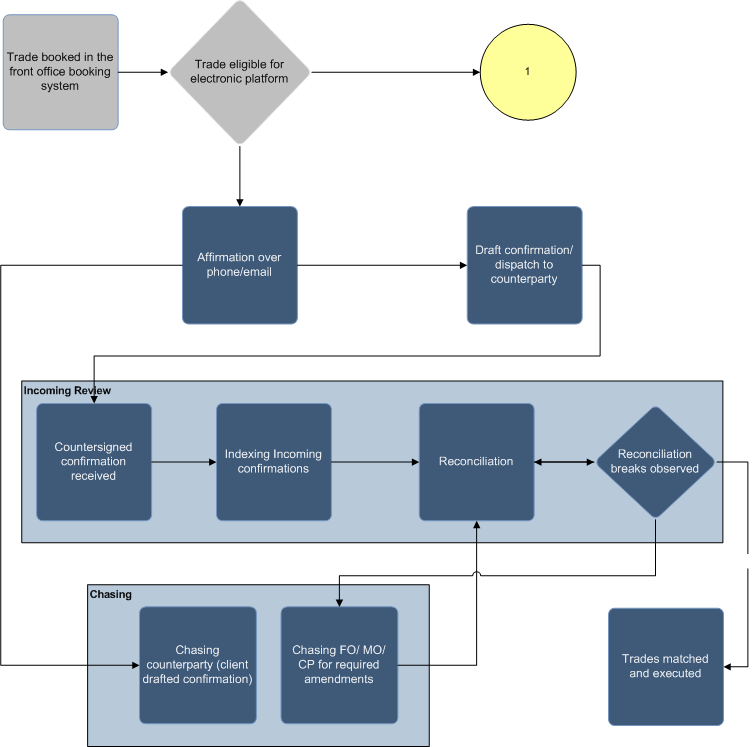 Trade booked in the
front office booking
system
Trade eligible for
electronic platform
1
Affirmation over
phone/email
Draft confirmation/
dispatch to
counterparty
Incoming Review
Countersigned
confirmation
received
Indexing Incoming
confirmations
Reconciliation
Reconciliation
breaks observed
Chasing
Chasing
counterparty (client
drafted confirmation)
Chasing FO/ MO/
CP for required
amendments
Trades matched
and executed